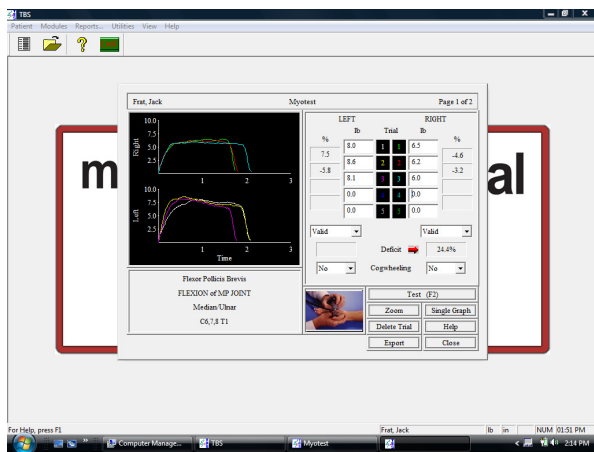 TBS
Patient Modules Reports... Utilities View Help
m al
Frat, Jack Myotest Page 1 of 2
10.0
7.5
5.0
2.5
Right
1 2 3
10.0
7.5
5.0
2.5
Left
1 2 3
Time
LEFT RIGHT
% lb Trial lb %
8.0 1 1 6.5
7.5 -4.6
8.6 2 2 6.2
-5.8 -3.2
8.1 3 3 6.0
0.0 4 0.0
0.0 5 5 0.0
Valid Valid
Deficit 24.4%
No Cogwheeling No
Flexor Pollicis Brevis
FLEXION of MP JOINT
Median/Ulnar
C6,7,8 T1
Test (F2)
Zoom Single Graph
Delete Trial Help
Export Close
For Help, press F1 Frat, Jack lb in NUM 01:51 PM
Computer Manage... TBS Myotest 2:14 PM